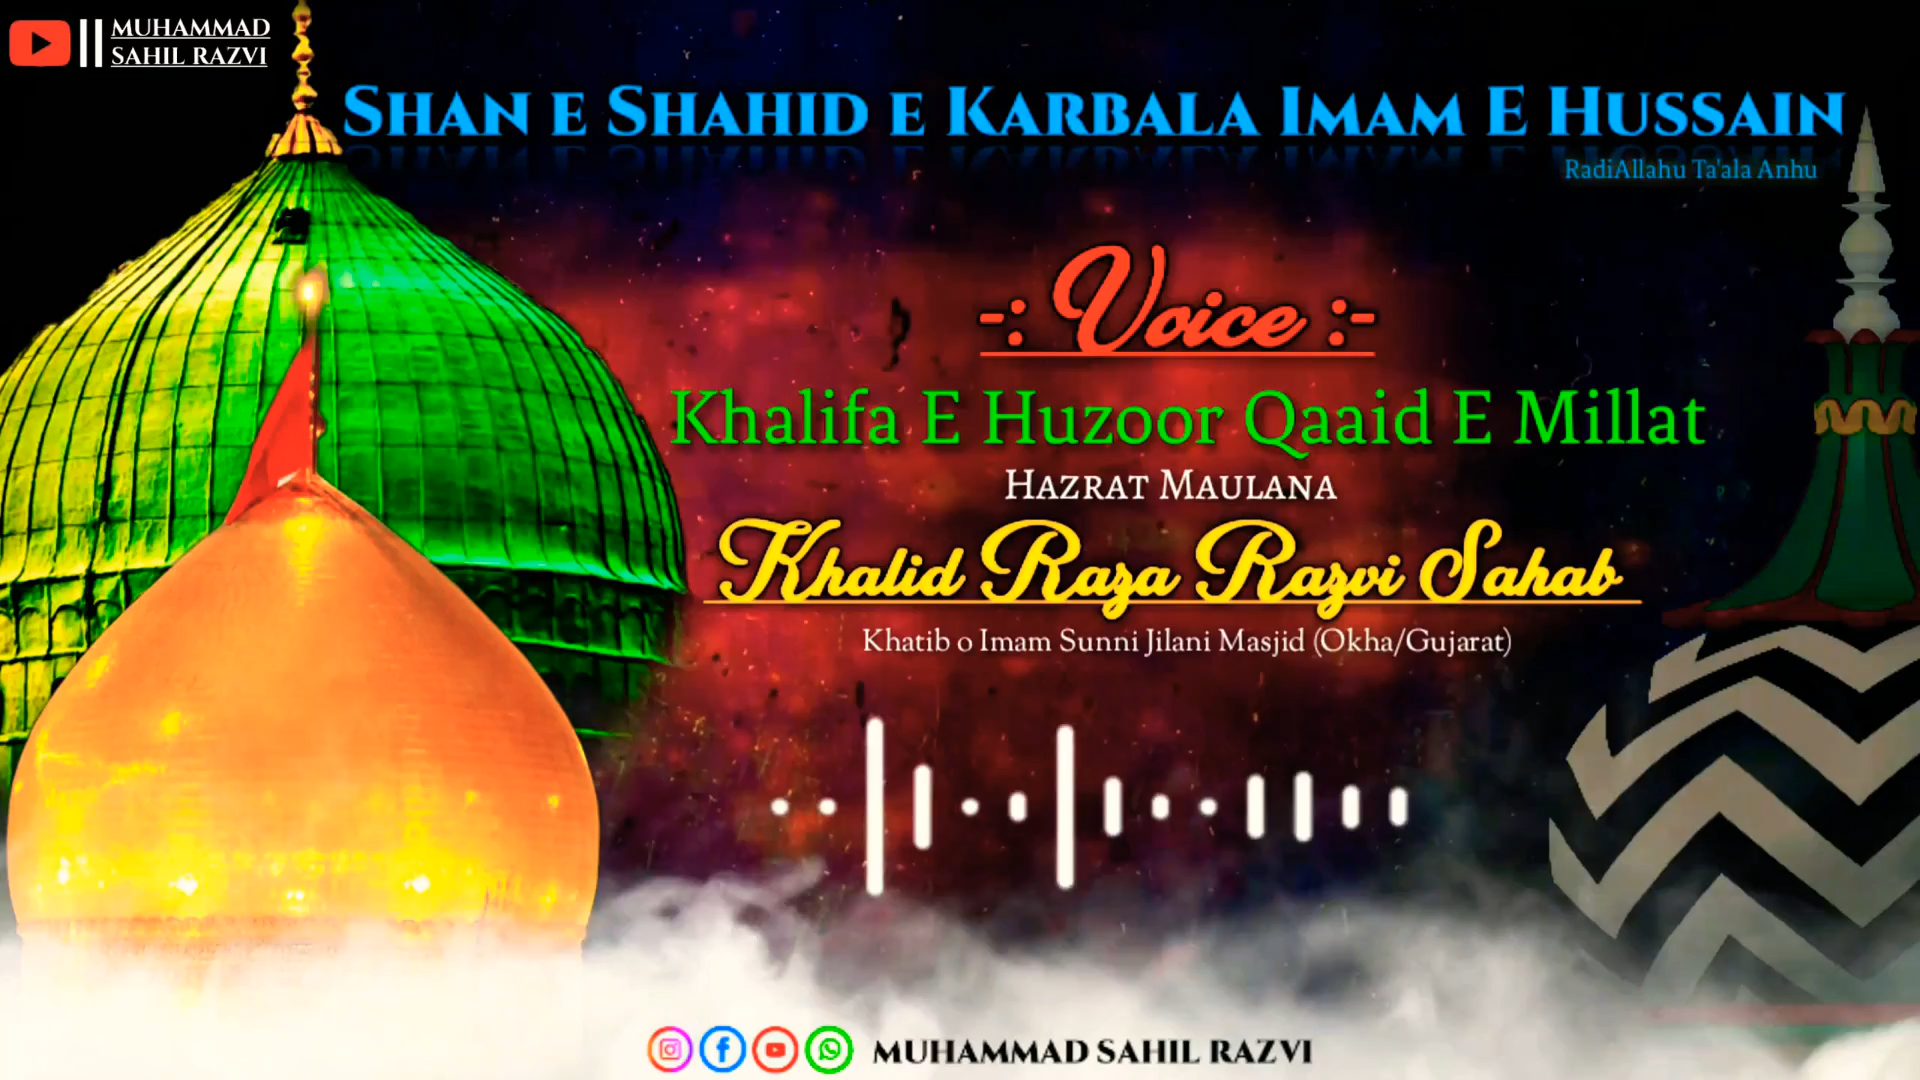 MUHAMMAD
SAHIL RAZVI
SHAN E SHAHID E KARBALA IMAM E HUSSAIN
RadiAllahu Ta'ala Anhu
-: Voice :-
Khalifa E Huzoor Qaaid E Millat
HAZRAT MAULANA
Khalid Raza Razvi Sahab
Khatib o Imam Sunni Jilani Masjid (Okha/Gujarat)
MUHAMMAD SAHIL RAZVI